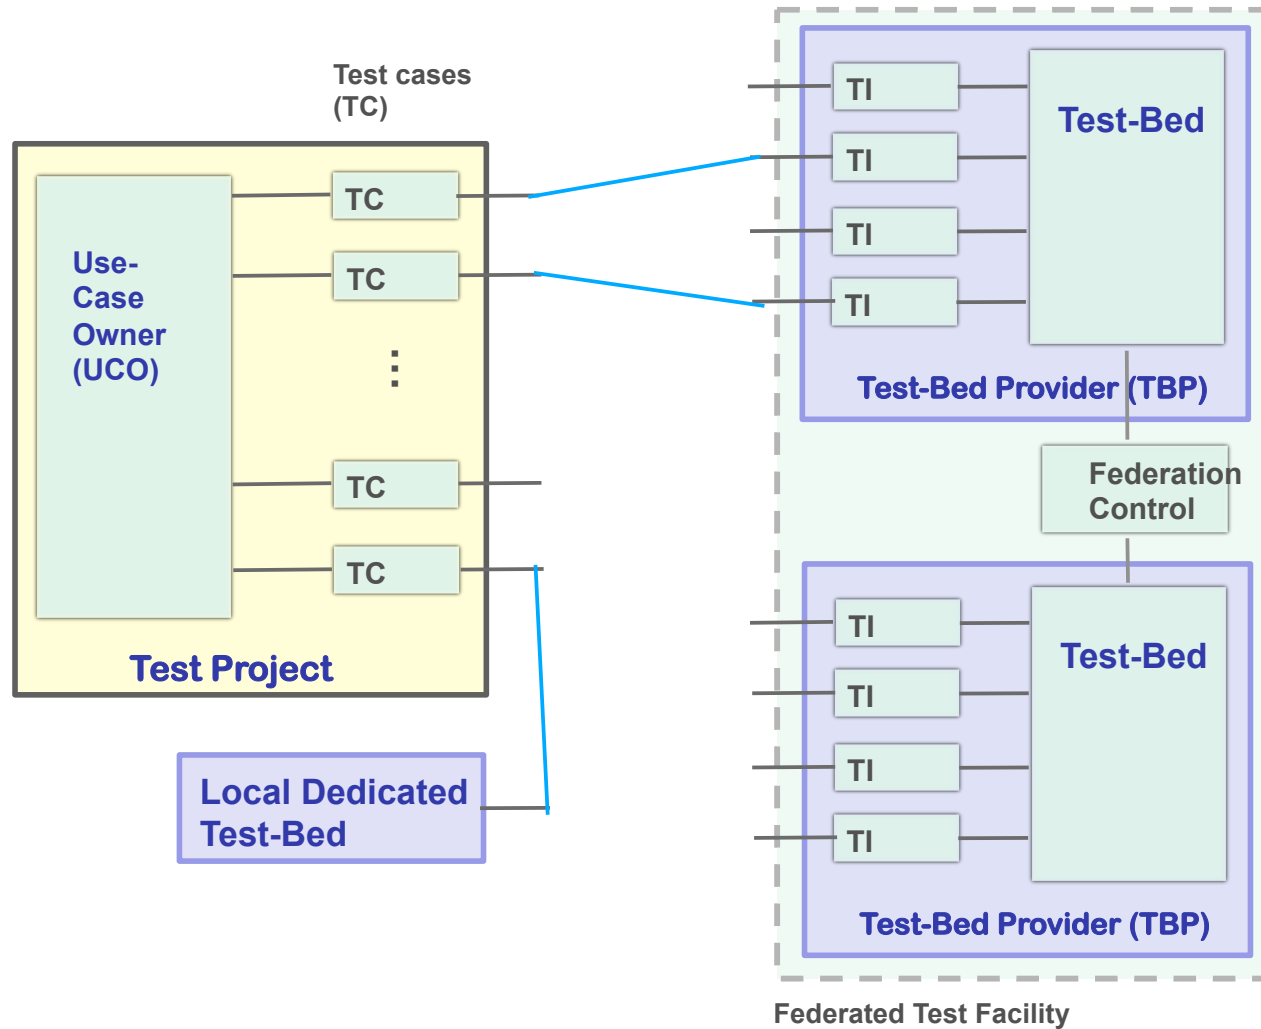 Test cases
(TC)
TC
TC
⋮
TC
TC
Use-
Case
Owner
(UCO)
Test Project
Local Dedicated
Test-Bed
TI
TI
TI
TI
Test-Bed
Test-Bed Provider (TBP)
Federation
Control
TI
TI
TI
TI
Test-Bed
Test-Bed Provider (TBP)
Federated Test Facility